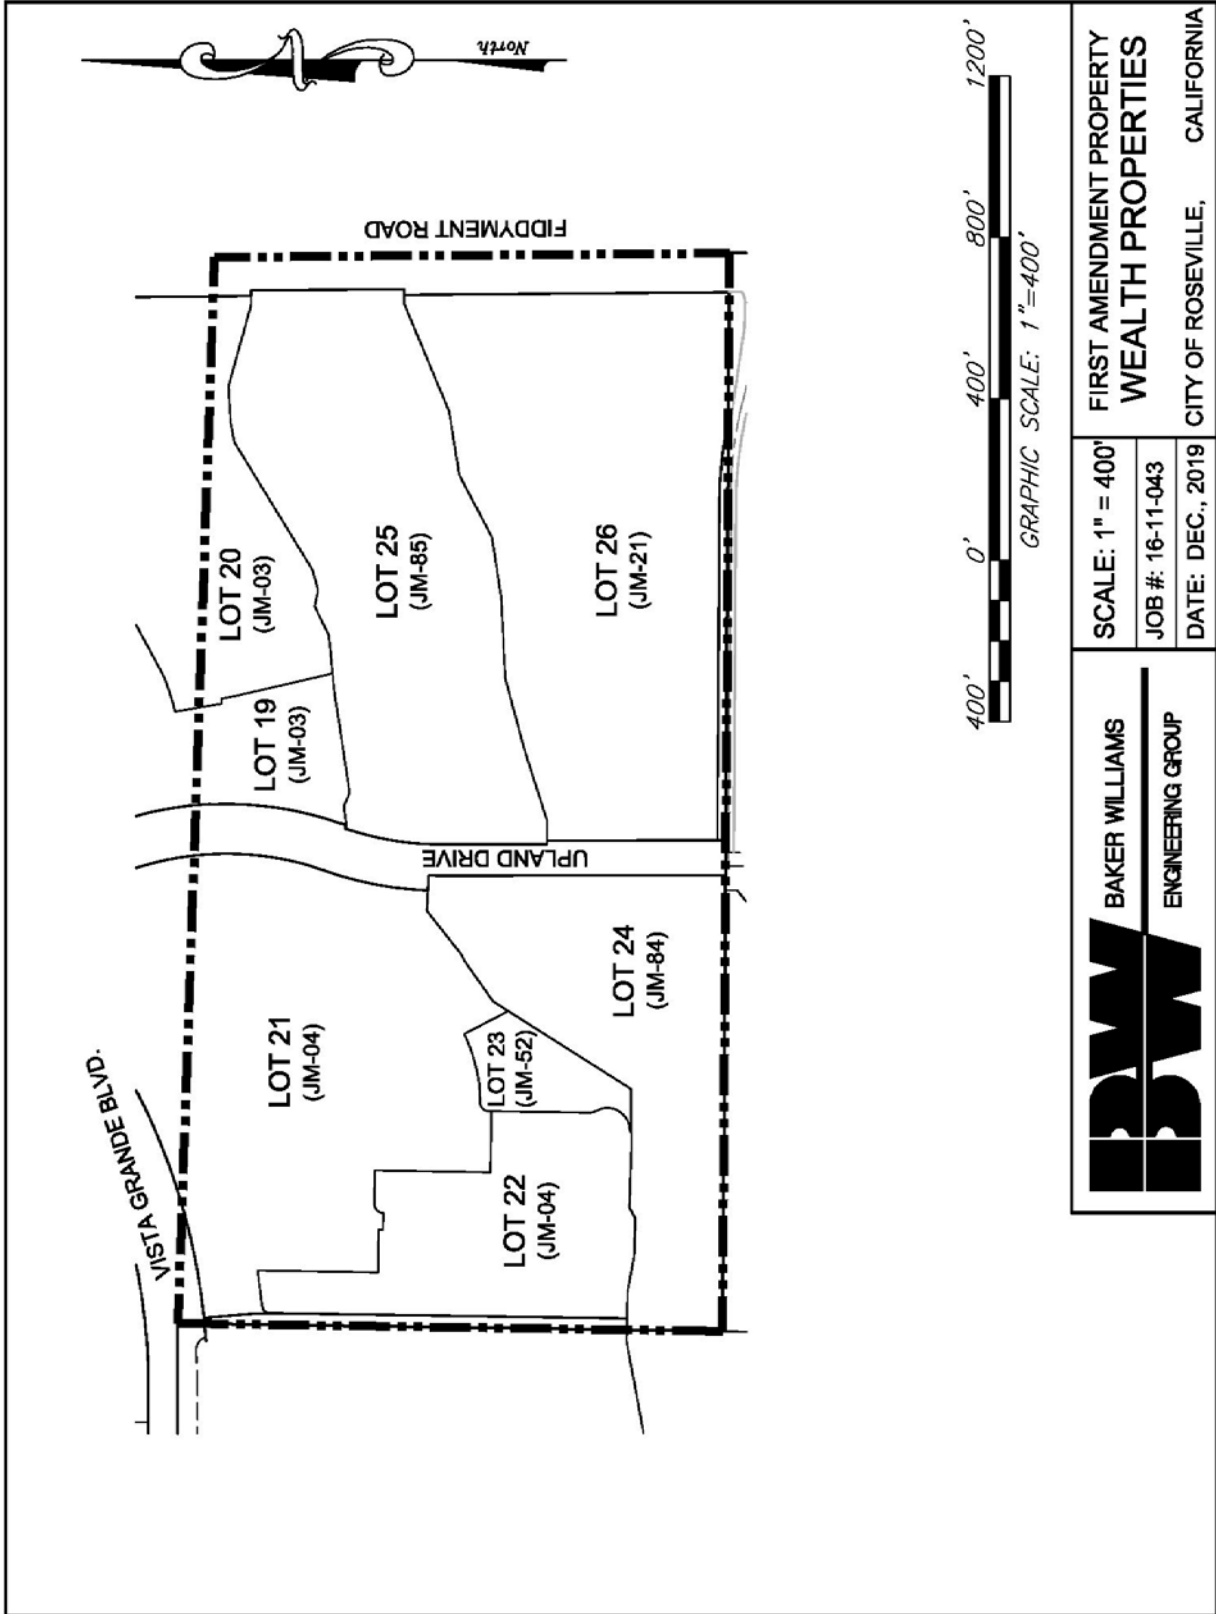 North
VISTA GRANDE BLVD.
FIDDYMENT ROAD
UPLAND DRIVE
LOT 19
(JM-03)
LOT 20
(JM-03)
LOT 21
(JM-04)
LOT 22
(JM-04)
LOT 23
(JM-52)
LOT 24
(JM-84)
LOT 25
(JM-85)
LOT 26
(JM-21)
400' 0' 400' 800' 1200'
GRAPHIC SCALE: 1"=400'
BW
BAKER WILLIAMS
ENGINEERING GROUP
SCALE: 1" = 400'
JOB #: 16-11-043
DATE: DEC., 2019
FIRST AMENDMENT PROPERTY
WEALTH PROPERTIES
CITY OF ROSEVILLE, CALIFORNIA